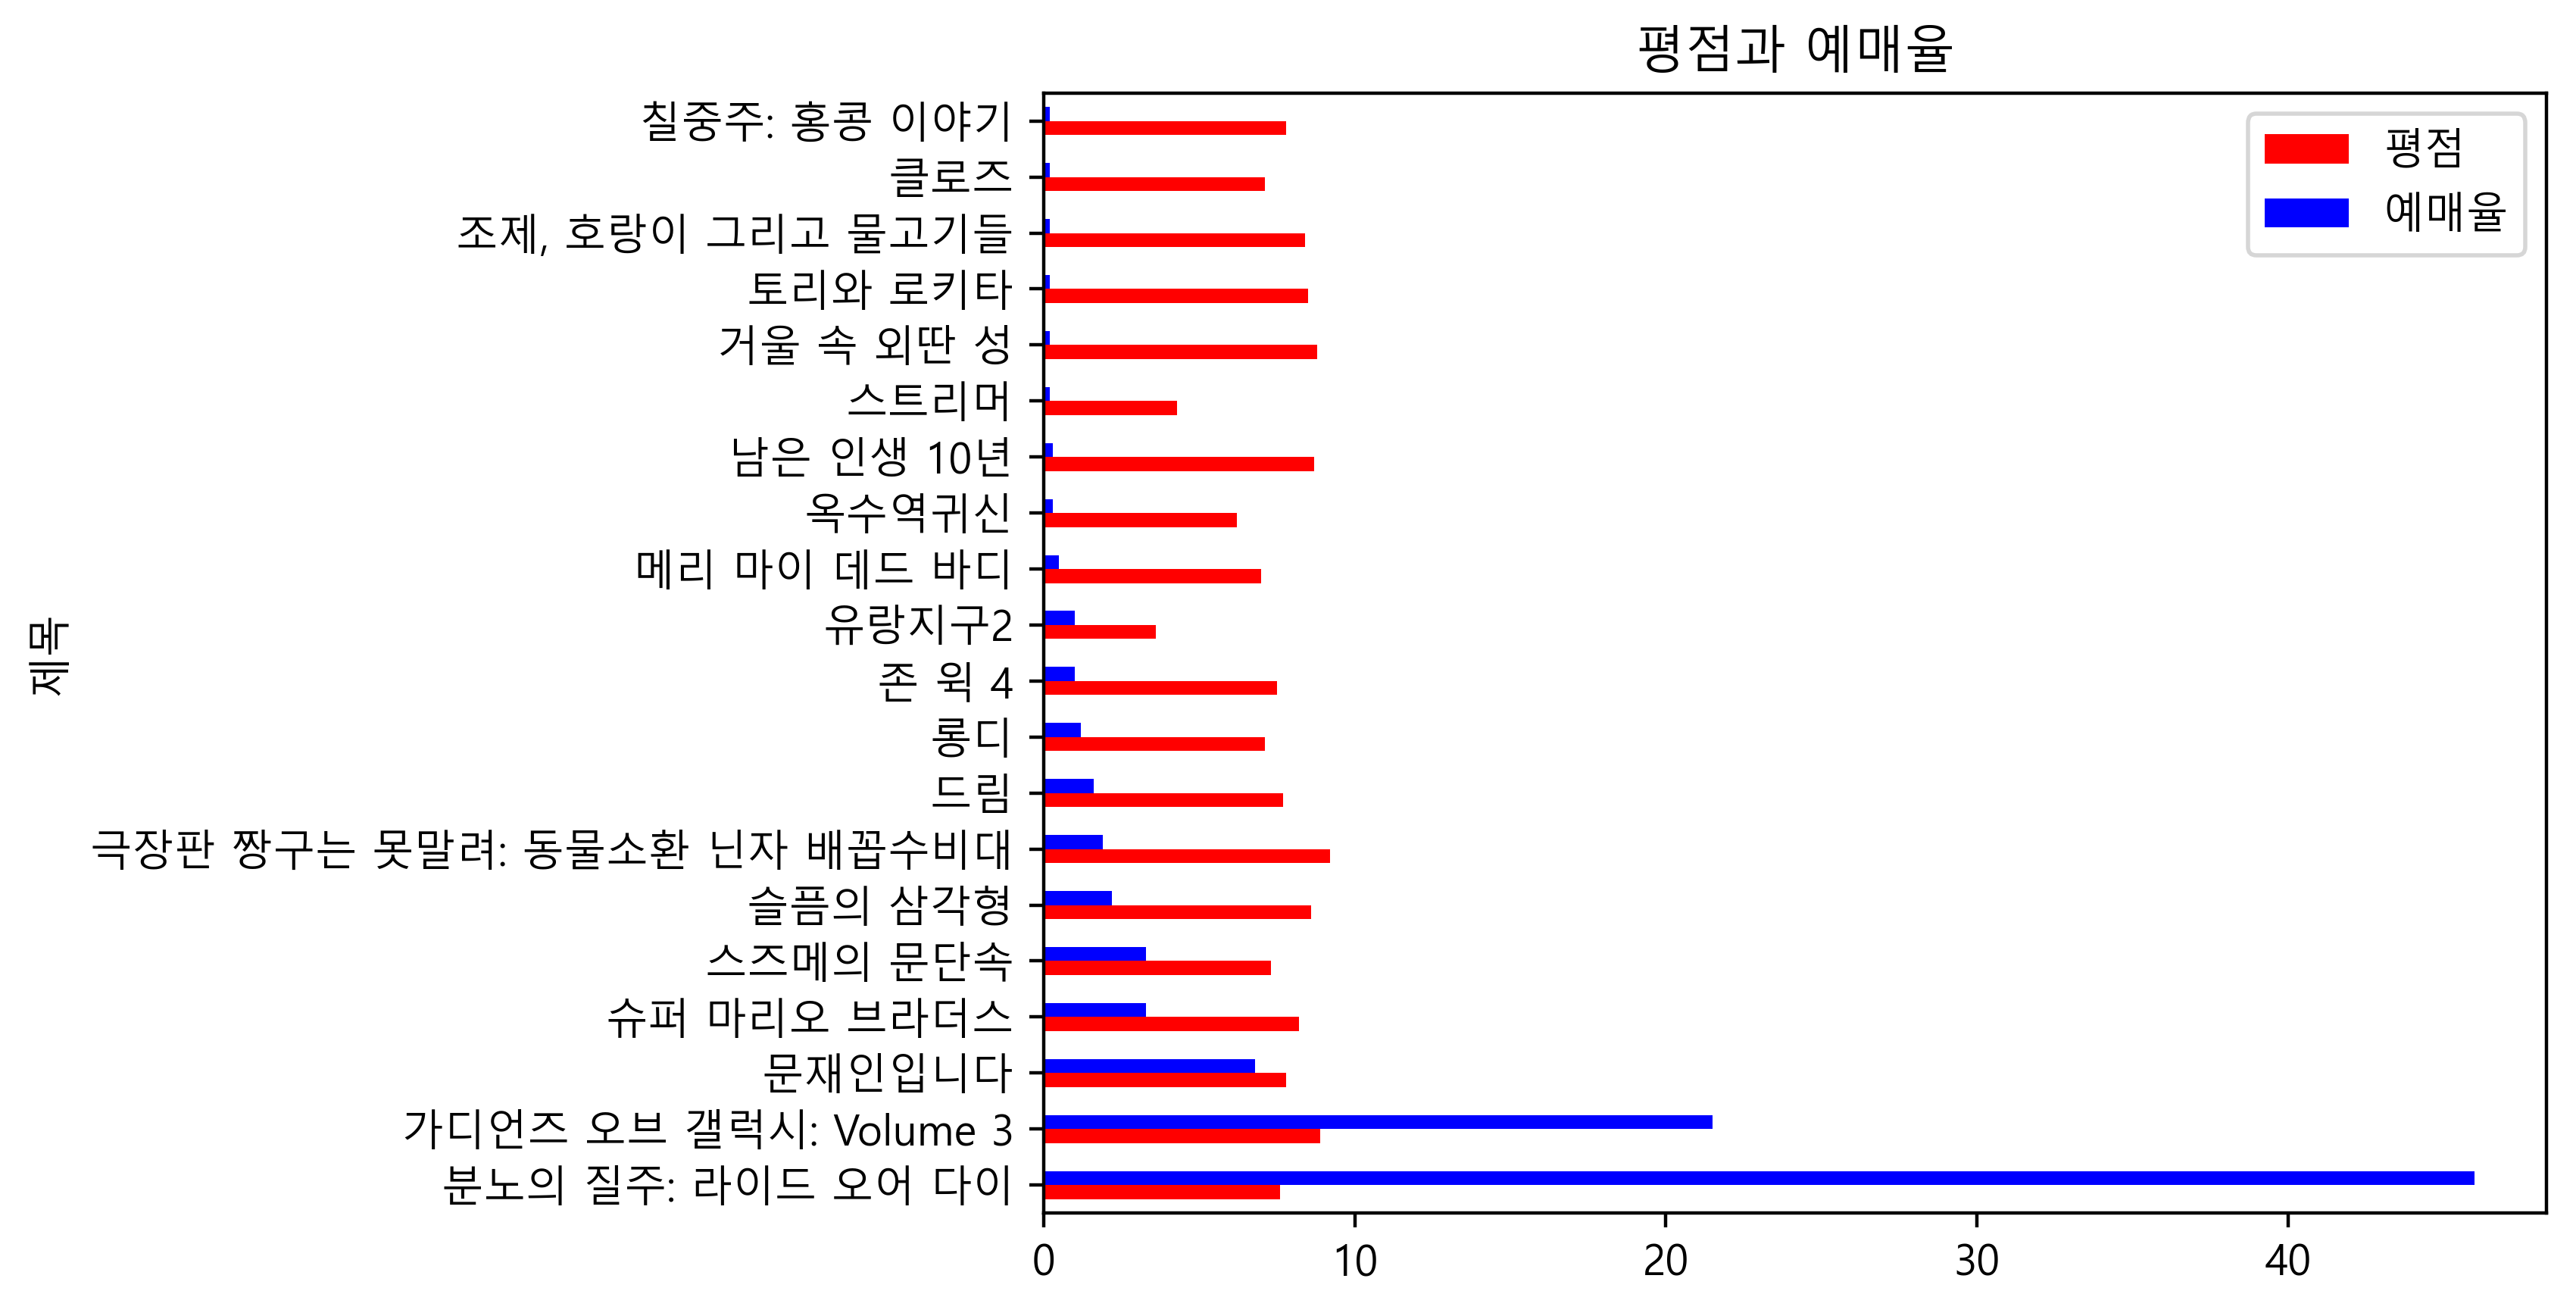 평점과 예매율
평점
예매율
제목
칠중주: 홍콩 이야기
클로즈
조제, 호랑이 그리고 물고기들
토리와 로키타
거울 속 외딴 성
스트리머
남은 인생 10년
옥수역귀신
메리 마이 데드 바디
유랑지구2
존 윅 4
롱디
드림
극장판 짱구는 못말려: 동물소환 닌자 배꼽수비대
슬픔의 삼각형
스즈메의 문단속
슈퍼 마리오 브라더스
문재인입니다
가디언즈 오브 갤럭시: Volume 3
분노의 질주: 라이드 오어 다이
0 10 20 30 40